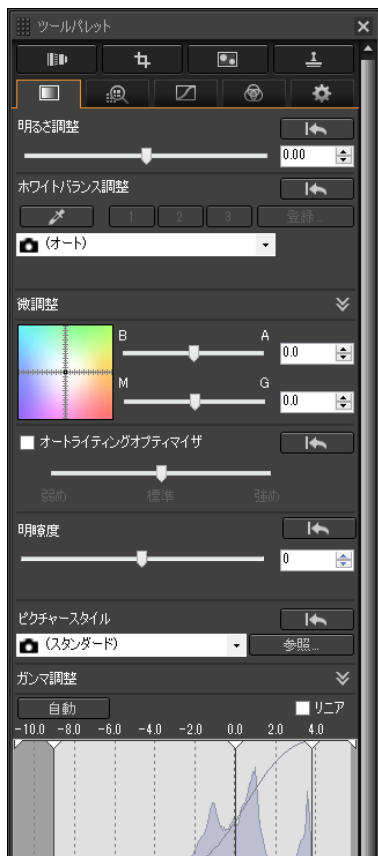 ツールパレット
明るさ調整
0.00
ホワイトバランス調整
1 2 3 登録...
(オート)
微調整
B A
0.0
M G
0.0
オートライティングオプティマイザ
弱め 標準 強め
明瞭度
0
ピクチャースタイル
(スタンダード) 参照...
ガンマ調整
自動 リニア
-10.0 -8.0 -6.0 -4.0 -2.0 0.0 2.0 4.0